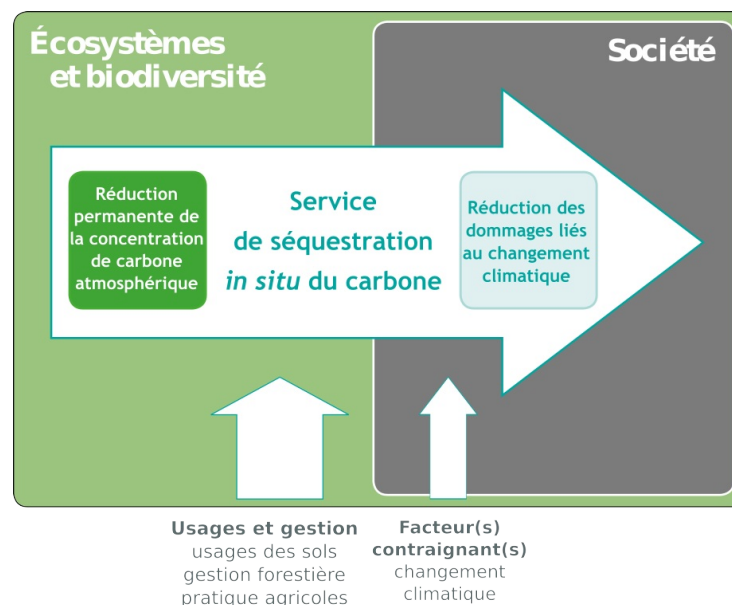 Écosystèmes
et biodiversité
Société
Réduction
permanente de
la concentration
de carbone
atmosphérique
Service
de séquestration
in situ du carbone
Réduction des
dommages liés
au changement
climatique
Usages et gestion
usages des sols
gestion forestière
pratique agricoles
Facteur(s)
contraignant(s)
changement
climatique